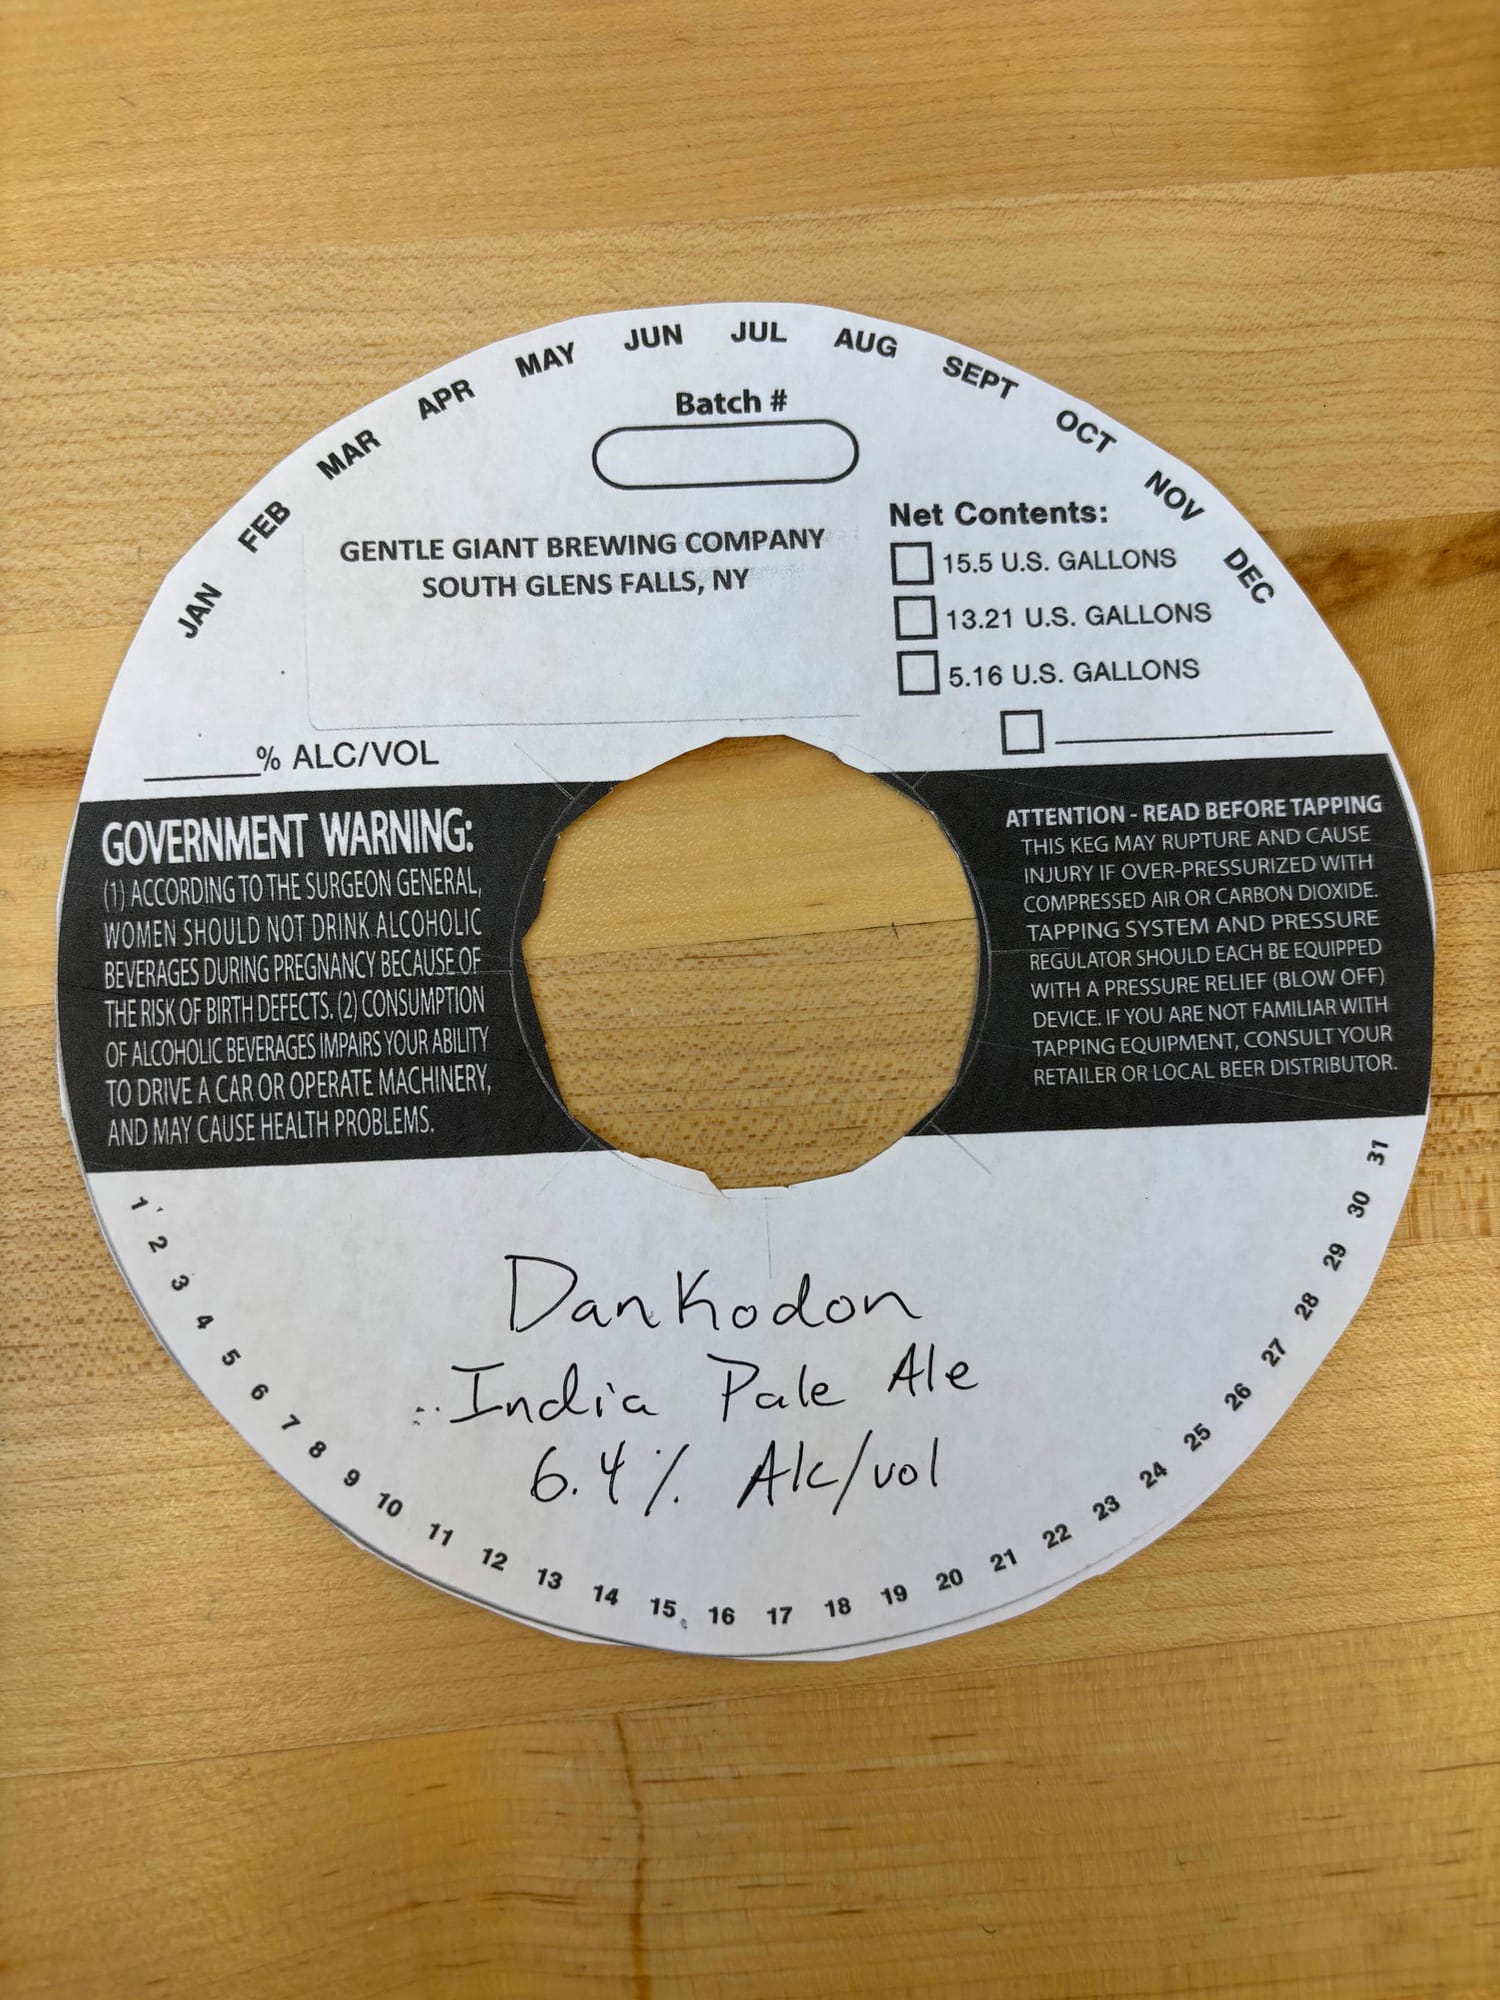 JAN FEB MAR APR MAY JUN JUL AUG SEPT OCT NOV DEC
Batch #
GENTLE GIANT BREWING COMPANY
SOUTH GLENS FALLS, NY
Net Contents:
15.5 U.S. GALLONS
13.21 U.S. GALLONS
5.16 U.S. GALLONS
% ALC/VOL
GOVERNMENT WARNING:
(1) ACCORDING TO THE SURGEON GENERAL,
WOMEN SHOULD NOT DRINK ALCOHOLIC
BEVERAGES DURING PREGNANCY BECAUSE OF
THE RISK OF BIRTH DEFECTS. (2) CONSUMPTION
OF ALCOHOLIC BEVERAGES IMPAIRS YOUR ABILITY
TO DRIVE A CAR OR OPERATE MACHINERY,
AND MAY CAUSE HEALTH PROBLEMS.
ATTENTION - READ BEFORE TAPPING
THIS KEG MAY RUPTURE AND CAUSE
INJURY IF OVER-PRESSURIZED WITH
COMPRESSED AIR OR CARBON DIOXIDE.
TAPPING SYSTEM AND PRESSURE
REGULATOR SHOULD EACH BE EQUIPPED
WITH A PRESSURE RELIEF (BLOW OFF)
DEVICE. IF YOU ARE NOT FAMILIAR WITH
TAPPING EQUIPMENT, CONSULT YOUR
RETAILER OR LOCAL BEER DISTRIBUTOR.
DanKodon
India Pale Ale
6.4% Alc/vol
1 2 3 4 5 6 7 8 9 10 11 12 13 14 15 16 17 18 19 20 21 22 23 24 25 26 27 28 29 30 31